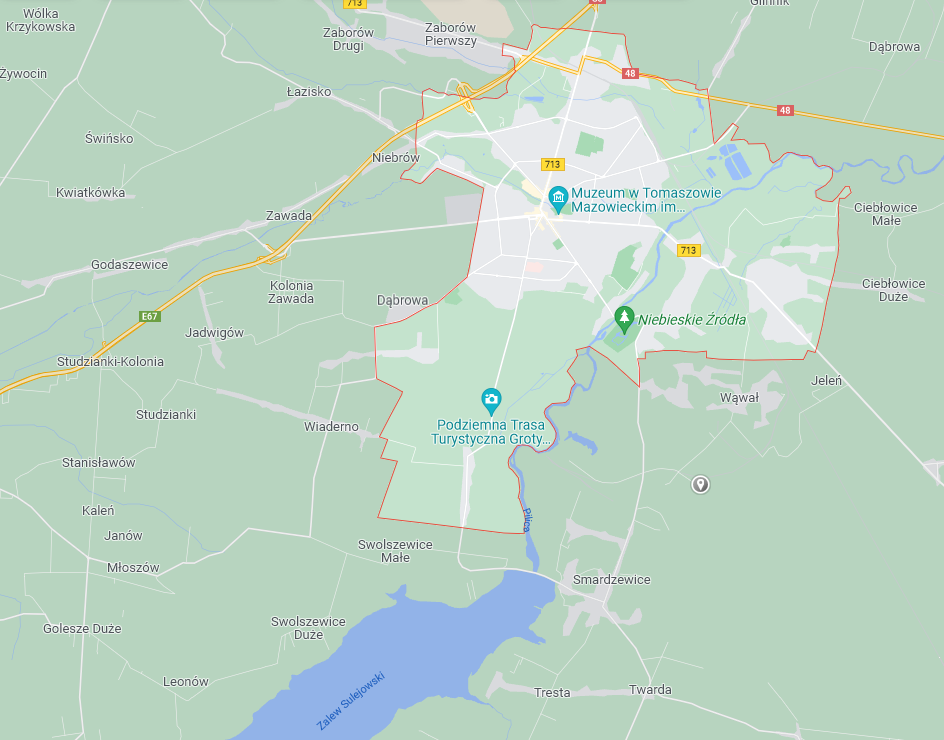 713
Glinnik
Wólka
Krzykowska
Zaborów
Drugi
Zaborów
Pierwszy
Dąbrowa
Żywocin
48
Łazisko
48
Świńsko
Niebrów
713
Kwiatkówka
Muzeum w Tomaszowie
Mazowieckim im...
Zawada
Ciebłowice
Małe
713
Godaszewice
Kolonia
Zawada
Dąbrowa
Ciebłowice
Duże
E67
Niebieskie Źródła
Jadwigów
Studzianki-Kolonia
Jeleń
Wąwał
Studzianki
Wiaderno
Podziemna Trasa
Turystyczna Groty...
Stanisławów
Kaleń
Pilica
Janów
Swolszewice
Małe
Młoszów
Smardzewice
Golesze Duże
Swolszewice
Duże
Leonów
Zalew Sulejowski
Tresta
Twarda